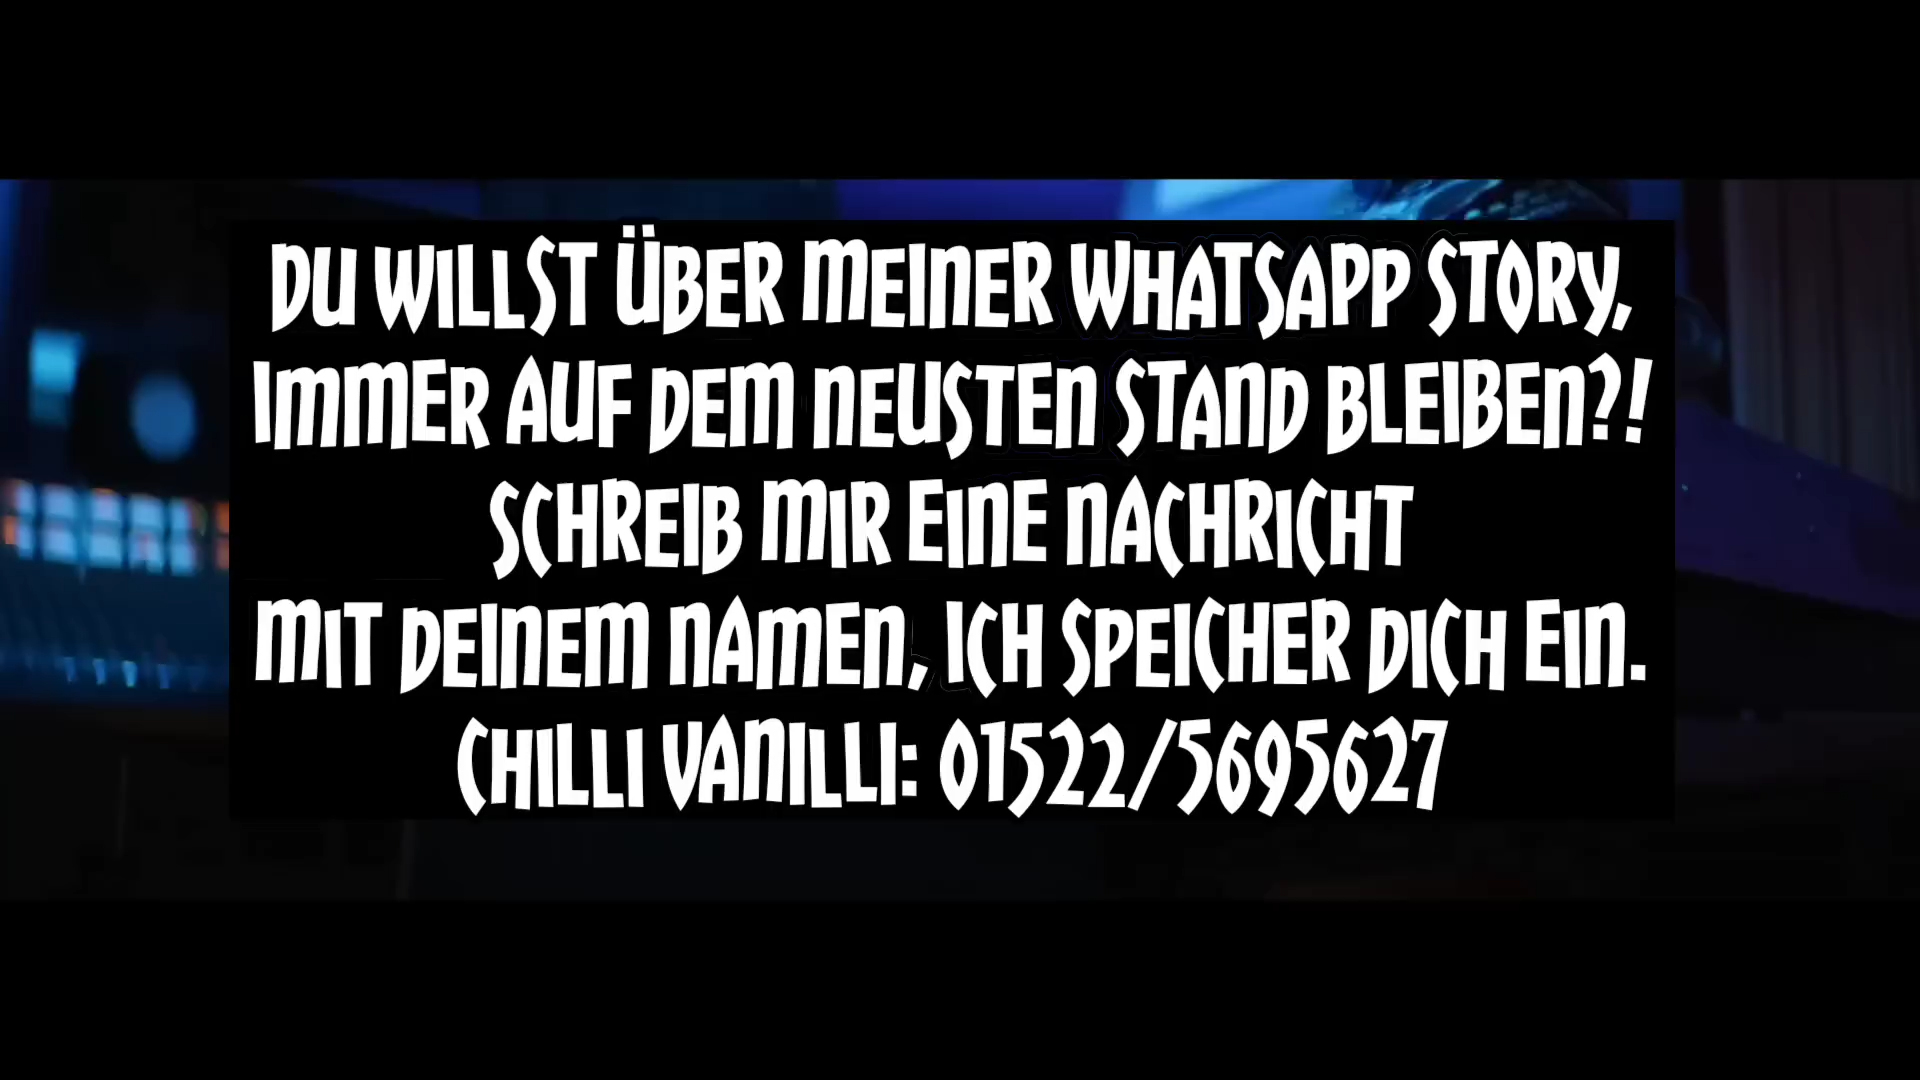 DU WILLST ÜBER MEINER WHATSAPP STORY,
IMMER AUF DEM NEUSTEN STAND BLEIBEN?!
SCHREIB MIR EINE NACHRICHT
MIT DEINEM NAMEN, ICH SPEICHER DICH EIN.
CHILLI VANILLI: 01522/5695627